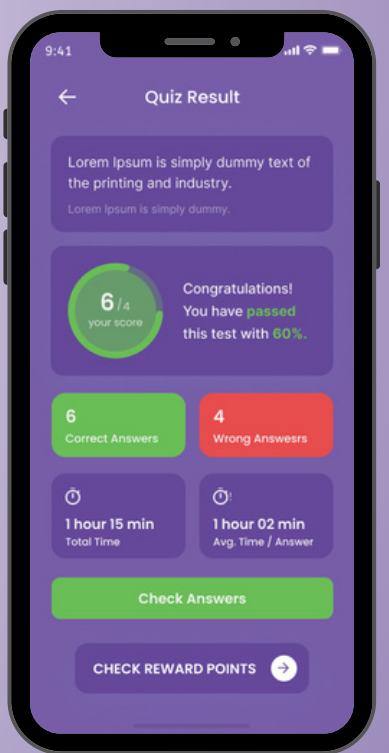 9:41
Quiz Result
Lorem Ipsum is simply dummy text of
the printing and industry.
Lorem Ipsum is simply dummy.
6/4
your score
Congratulations!
You have passed
this test with 60%.
6
Correct Answers
4
Wrong Answesrs
1 hour 15 min
Total Time
1 hour 02 min
Avg. Time / Answer
Check Answers
CHECK REWARD POINTS